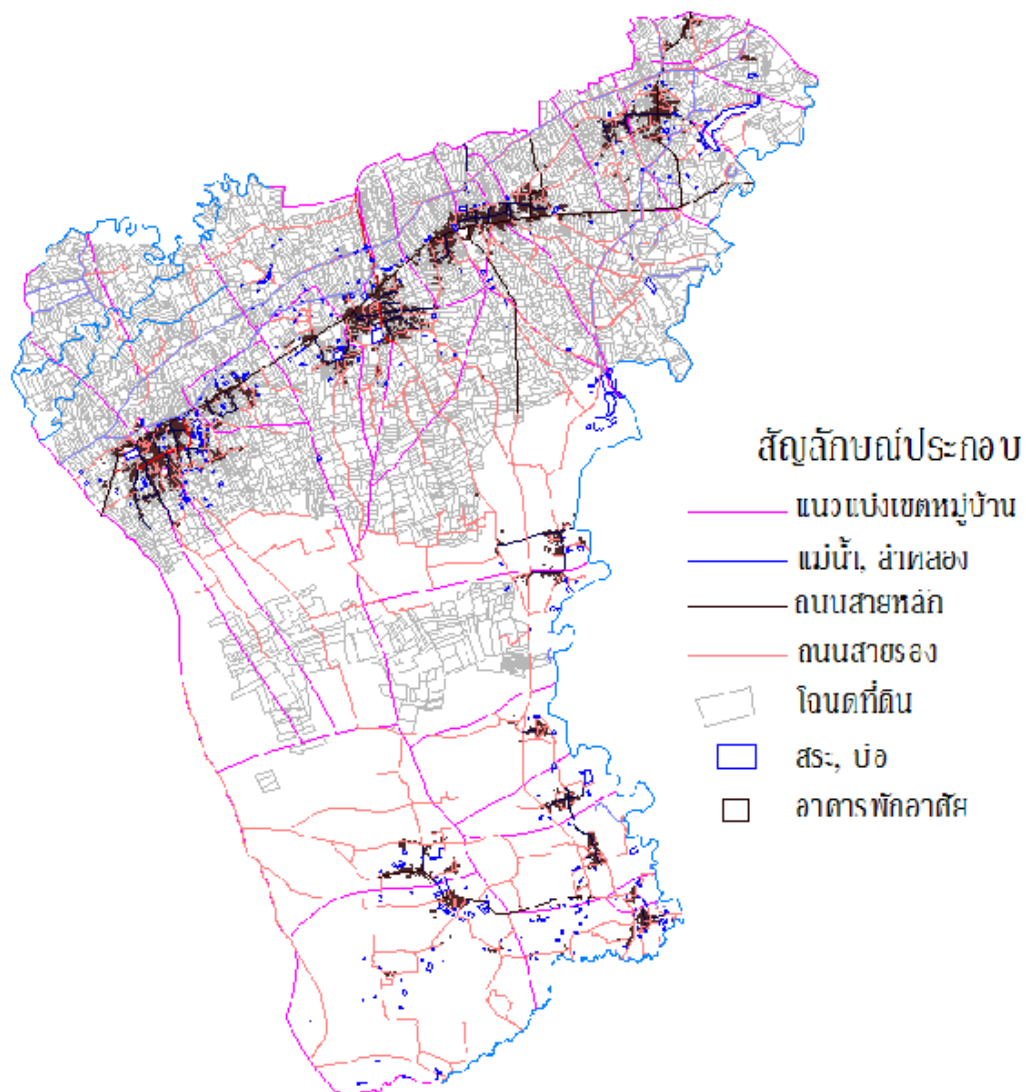 สัญลักษณ์ประกอบ
แนวแบ่งเขตหมู่บ้าน
แม่น้ำ, ลำคลอง
ถนนสายหลัก
ถนนสายรอง
โฉนดที่ดิน
สระ, บ่อ
อาคารพักอาศัย